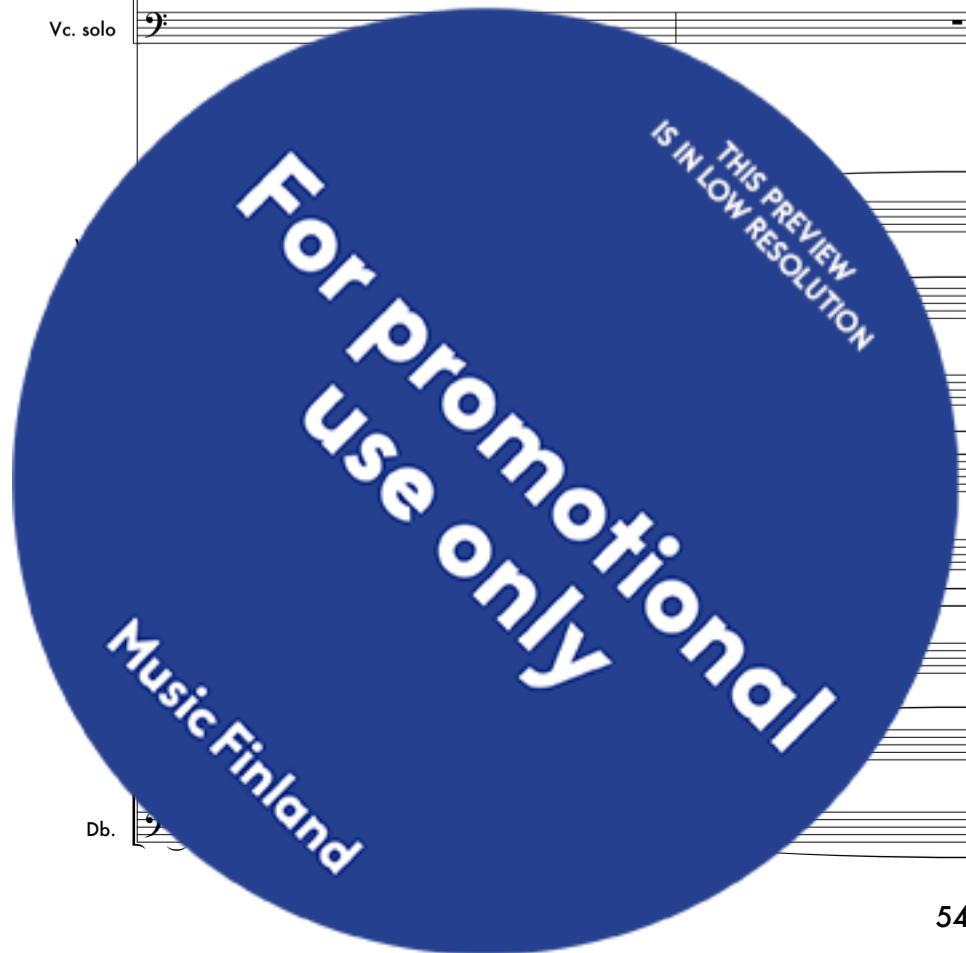 Vc. solo
THIS PREVIEW
IS IN LOW RESOLUTION
For promotional
use only
Music Finland
Db.
54